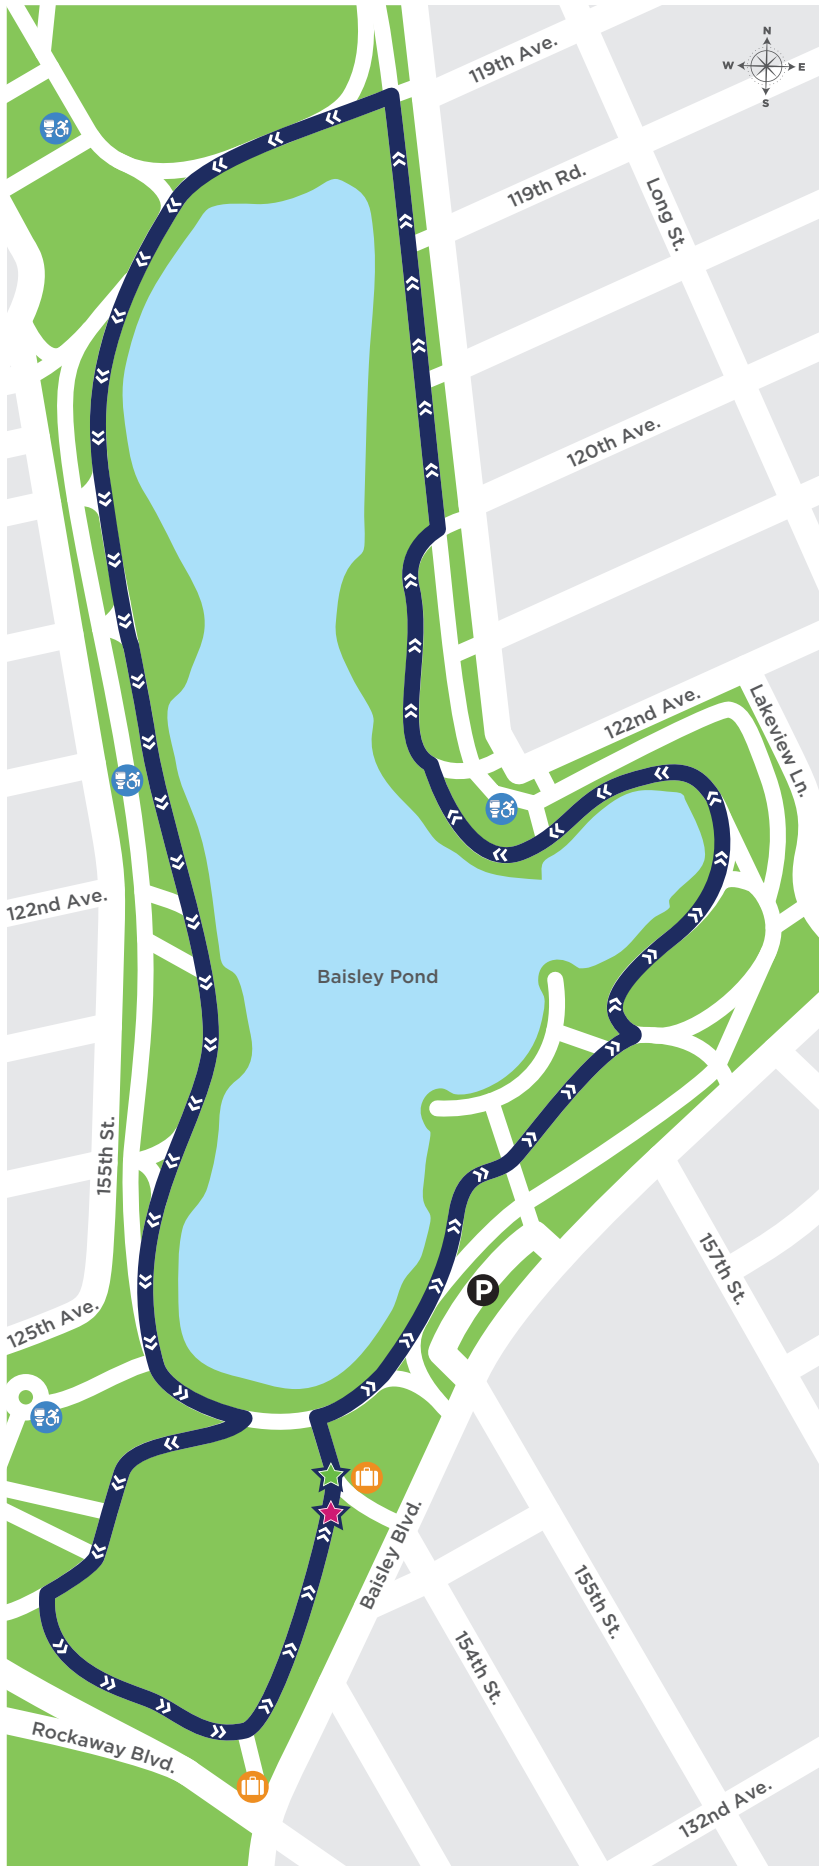 N
W
E
S
119th Ave.
119th Rd.
Long St.
120th Ave.
122nd Ave.
Lakeview Ln.
122nd Ave.
Baisley Pond
155th St.
157th St.
P
125th Ave.
Baisley Blvd.
155th St.
154th St.
Rockaway Blvd.
132nd Ave.